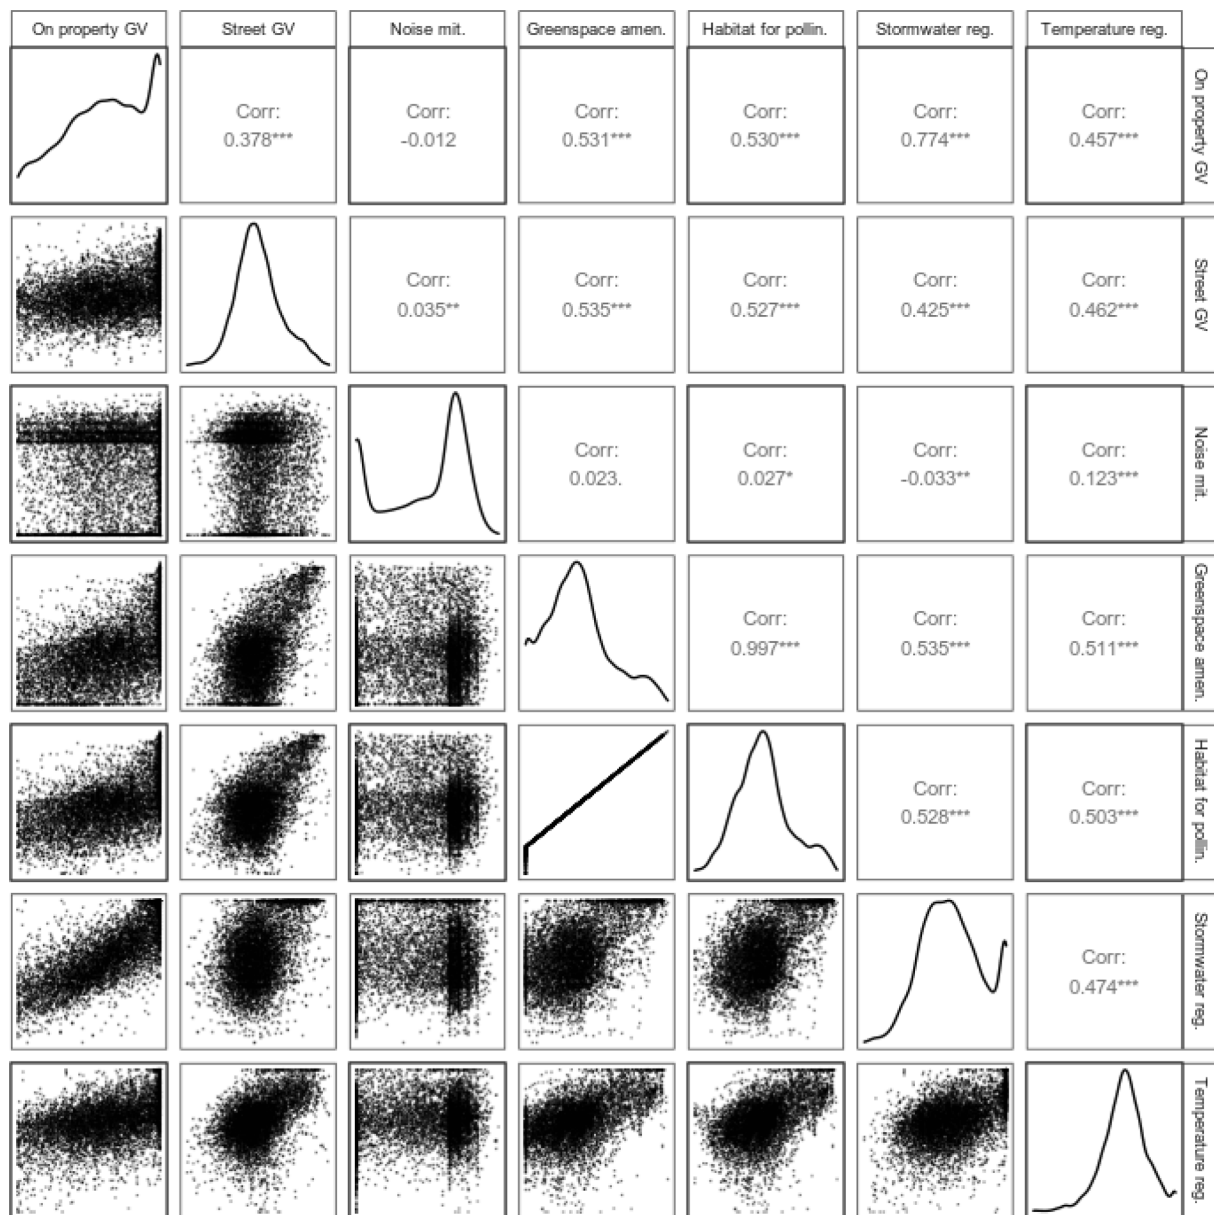 On property GV
Street GV
Noise mit.
Greenspace amen.
Habitat for pollin.
Stormwater reg.
Temperature reg.
Corr:
0.378***
Corr:
-0.012
Corr:
0.531***
Corr:
0.530***
Corr:
0.774***
Corr:
0.457***
On property GV
Corr:
0.035**
Corr:
0.535***
Corr:
0.527***
Corr:
0.425***
Corr:
0.462***
Street GV
Corr:
0.023.
Corr:
0.027*
Corr:
-0.033**
Corr:
0.123***
Noise mit.
Corr:
0.997***
Corr:
0.535***
Corr:
0.511***
Greenspace amen.
Corr:
0.528***
Corr:
0.503***
Habitat for pollin.
Corr:
0.474***
Stormwater reg.
Temperature reg.